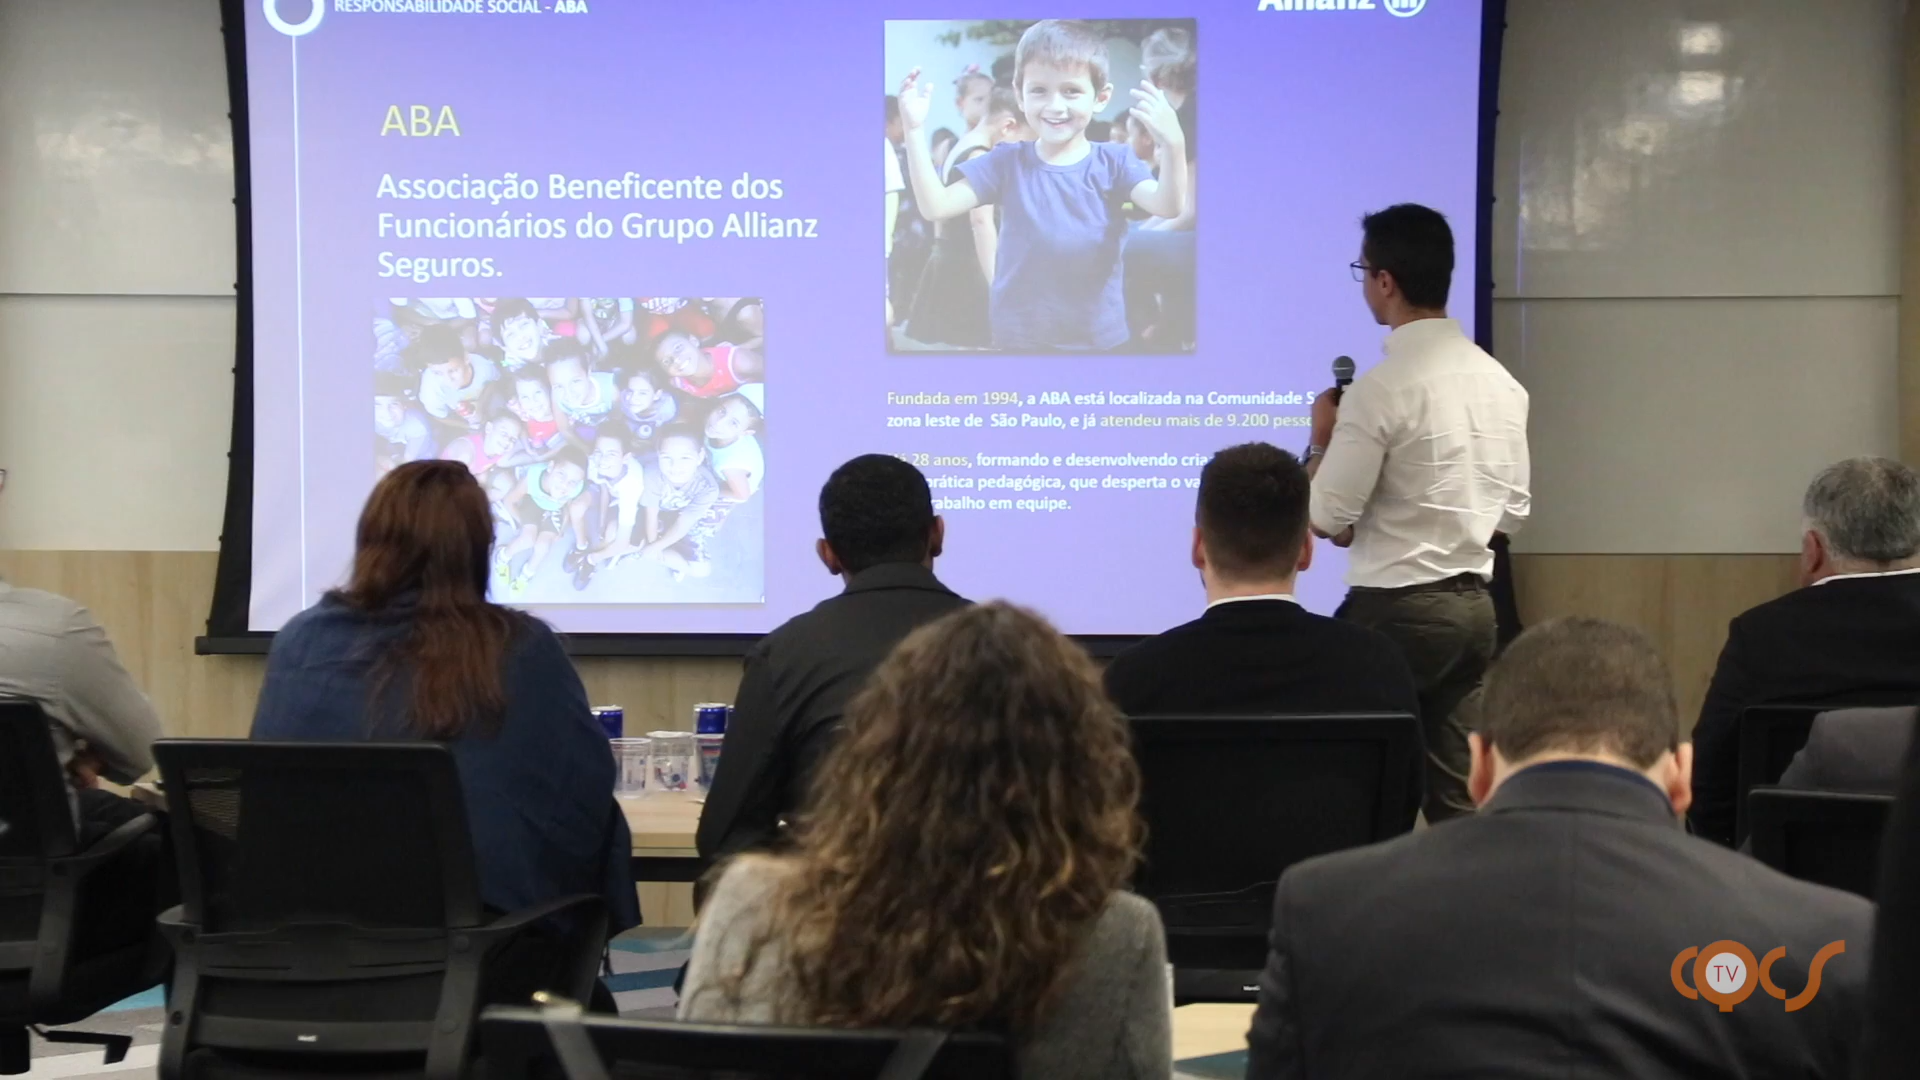 RESPONSABILIDADE SOCIAL - ABA
Allianz
ABA
Associação Beneficente dos
Funcionários do Grupo Allianz
Seguros.
Fundada em 1994, a ABA está localizada na Comunidade
zona leste de São Paulo, e já atendeu mais de 9.200
28 anos, formando e desenvolvendo
prática pedagógica, que desperta o
trabalho em equipe.
CQCS
TV